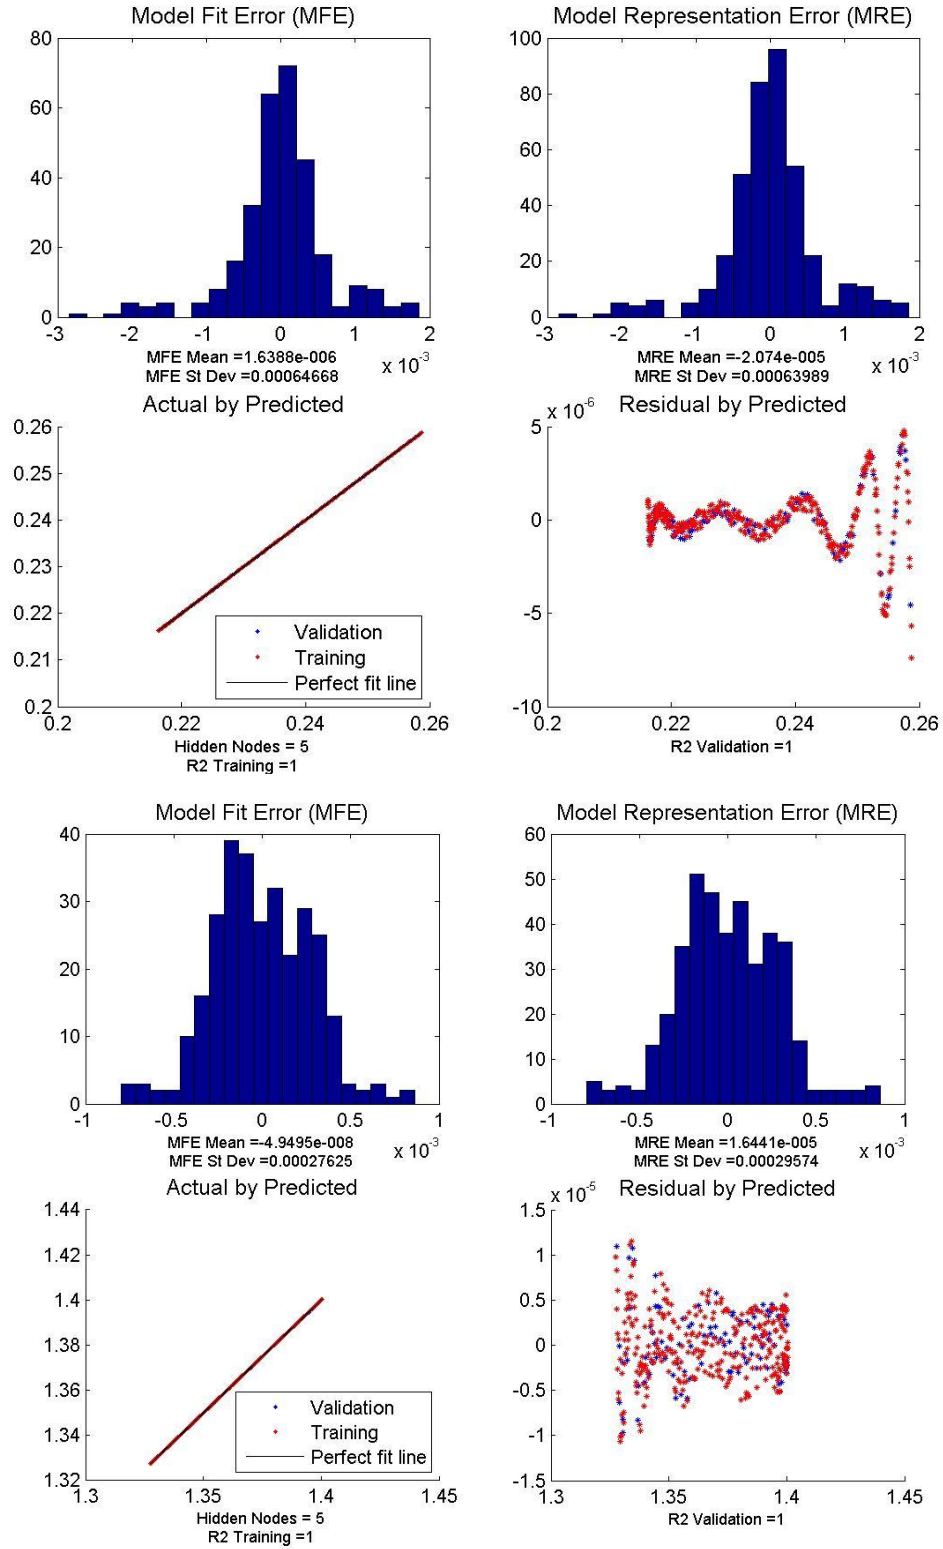 Model Fit Error (MFE)
80
60
40
20
0
-3 -2 -1 0 1 2
x 10-3
MFE Mean =1.6388e-006
MFE St Dev =0.00064668
Model Representation Error (MRE)
100
80
60
40
20
0
-3 -2 -1 0 1 2
x 10-3
MRE Mean =-2.074e-005
MRE St Dev =0.00063989
Actual by Predicted
0.26
0.25
0.24
0.23
0.22
0.21
0.2
0.2 0.22 0.24 0.26
Validation
Training
Perfect fit line
Hidden Nodes = 5
R2 Training =1
Residual by Predicted
x 10-6
5
0
-5
-10
0.2 0.22 0.24 0.26
R2 Validation =1
Model Fit Error (MFE)
40
30
20
10
0
-1 -0.5 0 0.5 1
x 10-3
MFE Mean =-4.9495e-008
MFE St Dev =0.00027625
Model Representation Error (MRE)
60
50
40
30
20
10
0
-1 -0.5 0 0.5 1
x 10-3
MRE Mean =1.6441e-005
MRE St Dev =0.00029574
Actual by Predicted
1.44
1.42
1.4
1.38
1.36
1.34
1.32
1.3 1.35 1.4 1.45
Validation
Training
Perfect fit line
Hidden Nodes = 5
R2 Training =1
Residual by Predicted
x 10-5
1.5
1
0.5
0
-0.5
-1
-1.5
1.3 1.35 1.4 1.45
R2 Validation =1